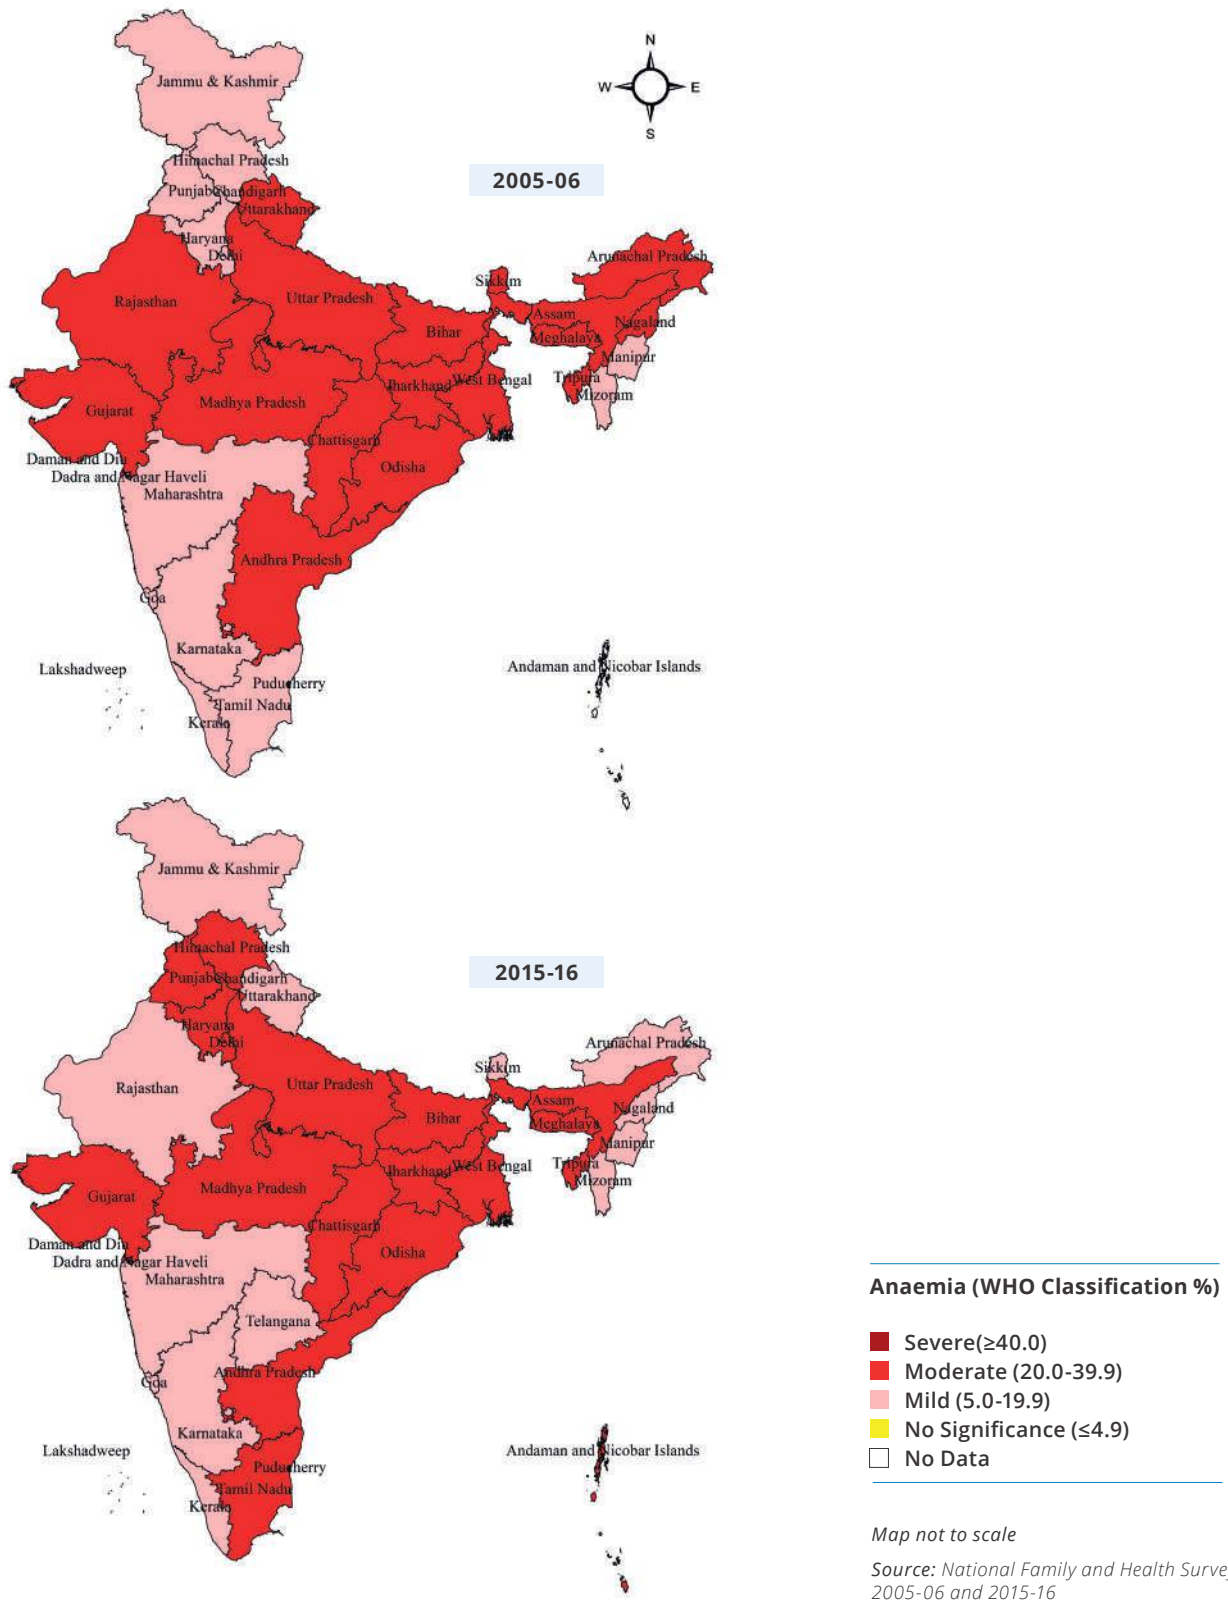 N
W
E
S
2005-06
Jammu & Kashmir
Himachal Pradesh
Punjab
Chandigarh
Uttarakhand
Haryana
Delhi
Rajasthan
Uttar Pradesh
Sikkim
Arunachal Pradesh
Assam
Nagaland
Meghalaya
Manipur
Tripura
Mizoram
Bihar
Jharkhand
West Bengal
Gujarat
Madhya Pradesh
Chattisgarh
Odisha
Daman and Diu
Dadra and Nagar Haveli
Maharashtra
Andhra Pradesh
Goa
Karnataka
Lakshadweep
Puducherry
Tamil Nadu
Kerala
Andaman and Nicobar Islands
2015-16
Jammu & Kashmir
Himachal Pradesh
Punjab
Chandigarh
Uttarakhand
Haryana
Delhi
Rajasthan
Uttar Pradesh
Sikkim
Arunachal Pradesh
Assam
Nagaland
Meghalaya
Manipur
Tripura
Mizoram
Bihar
Jharkhand
West Bengal
Gujarat
Madhya Pradesh
Chattisgarh
Odisha
Daman and Diu
Dadra and Nagar Haveli
Maharashtra
Telangana
Andhra Pradesh
Goa
Karnataka
Lakshadweep
Puducherry
Tamil Nadu
Kerala
Andaman and Nicobar Islands
Anaemia (WHO Classification %)
Severe(≥40.0)
Moderate (20.0-39.9)
Mild (5.0-19.9)
No Significance (≤4.9)
No Data
Map not to scale
Source: National Family and Health Survey
2005-06 and 2015-16